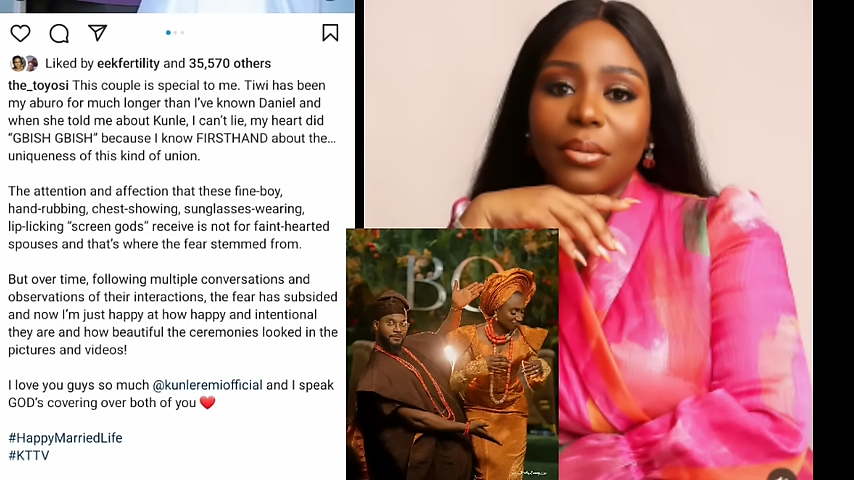 Liked by eekfertility and 35,570 others
the_toyosi This couple is special to me. Tiwi has been
my aburo for much longer than I've known Daniel and
when she told me about Kunle, I can't lie, my heart did
“GBISH GBISH” because I know FIRSTHAND about the...
uniqueness of this kind of union.
The attention and affection that these fine-boy,
hand-rubbing, chest-showing, sunglasses-wearing,
lip-licking “screen gods” receive is not for faint-hearted
spouses and that's where the fear stemmed from.
But over time, following multiple conversations and
observations of their interactions, the fear has subsided
and now I'm just happy at how happy and intentional
they are and how beautiful the ceremonies looked in the
pictures and videos!
I love you guys so much @kunleremiofficial and I speak
GOD's covering over both of you ❤️
#HappyMarriedLife
#KTTV